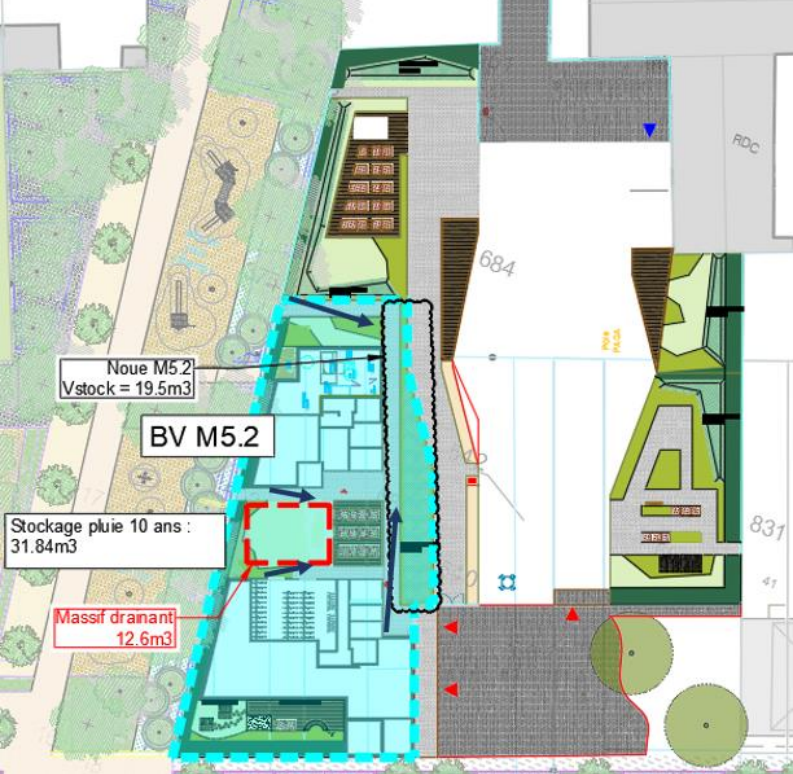 RDC
684
Noue M5.2
Vstock = 19.5m3
BV M5.2
Stockage pluie 10 ans :
31.84m3
831
41
Massif drainant
12.6m3